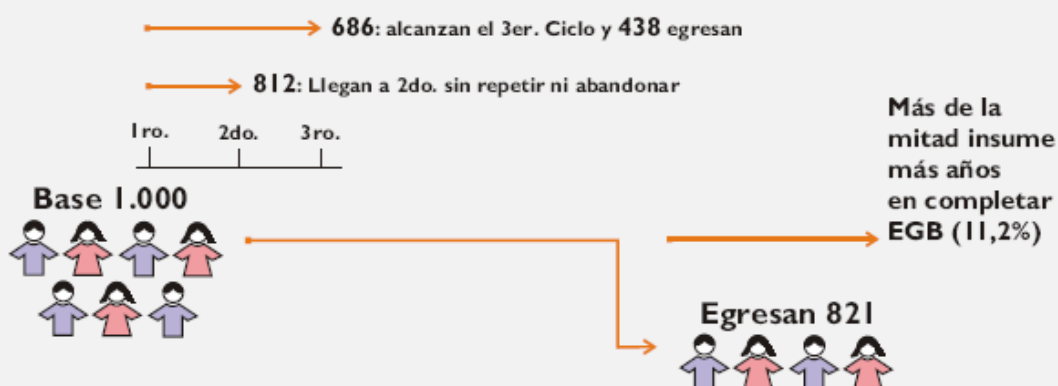 686: alcanzan el 3er. Ciclo y 438 egresan
812: Llegan a 2do. sin repetir ni abandonar
1ro. 2do. 3ro.
Base 1.000
Más de la
mitad insume
más años
en completar
EGB (11,2%)
Egresan 821